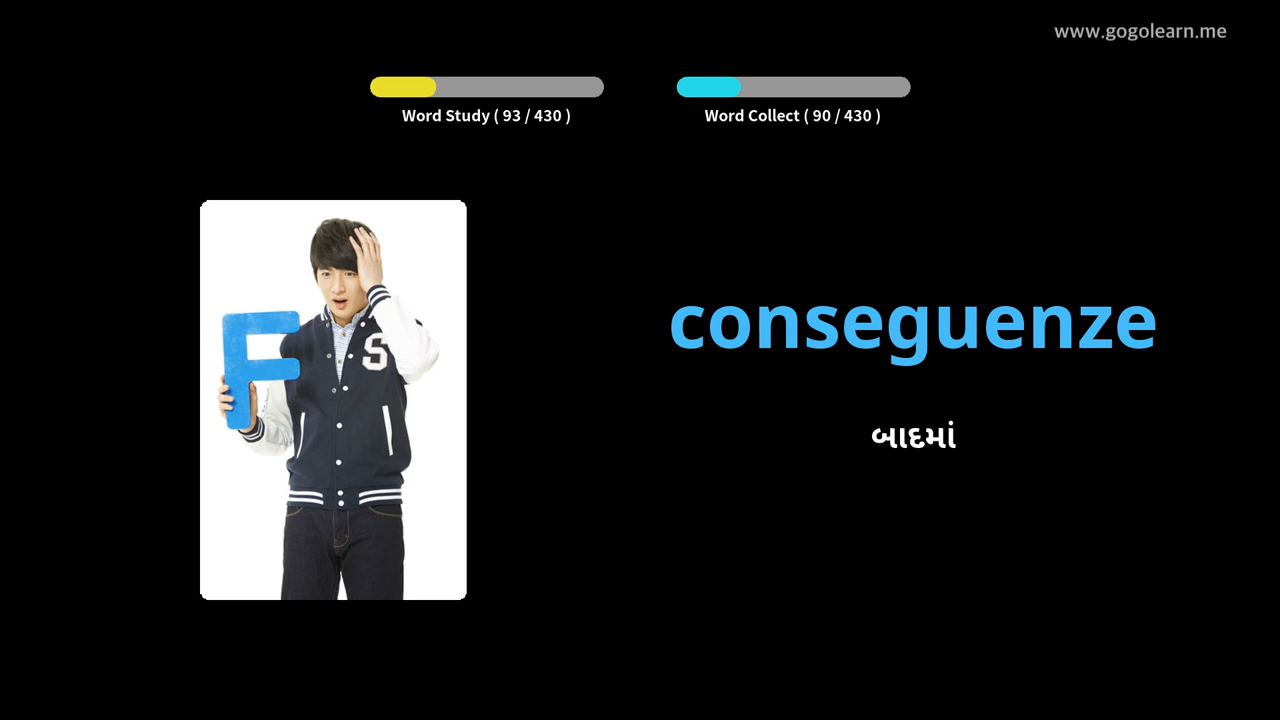 www.gogolearn.me
Word Study ( 93 / 430 )
Word Collect ( 90 / 430 )
F
S
conseguenze
બાદમાં